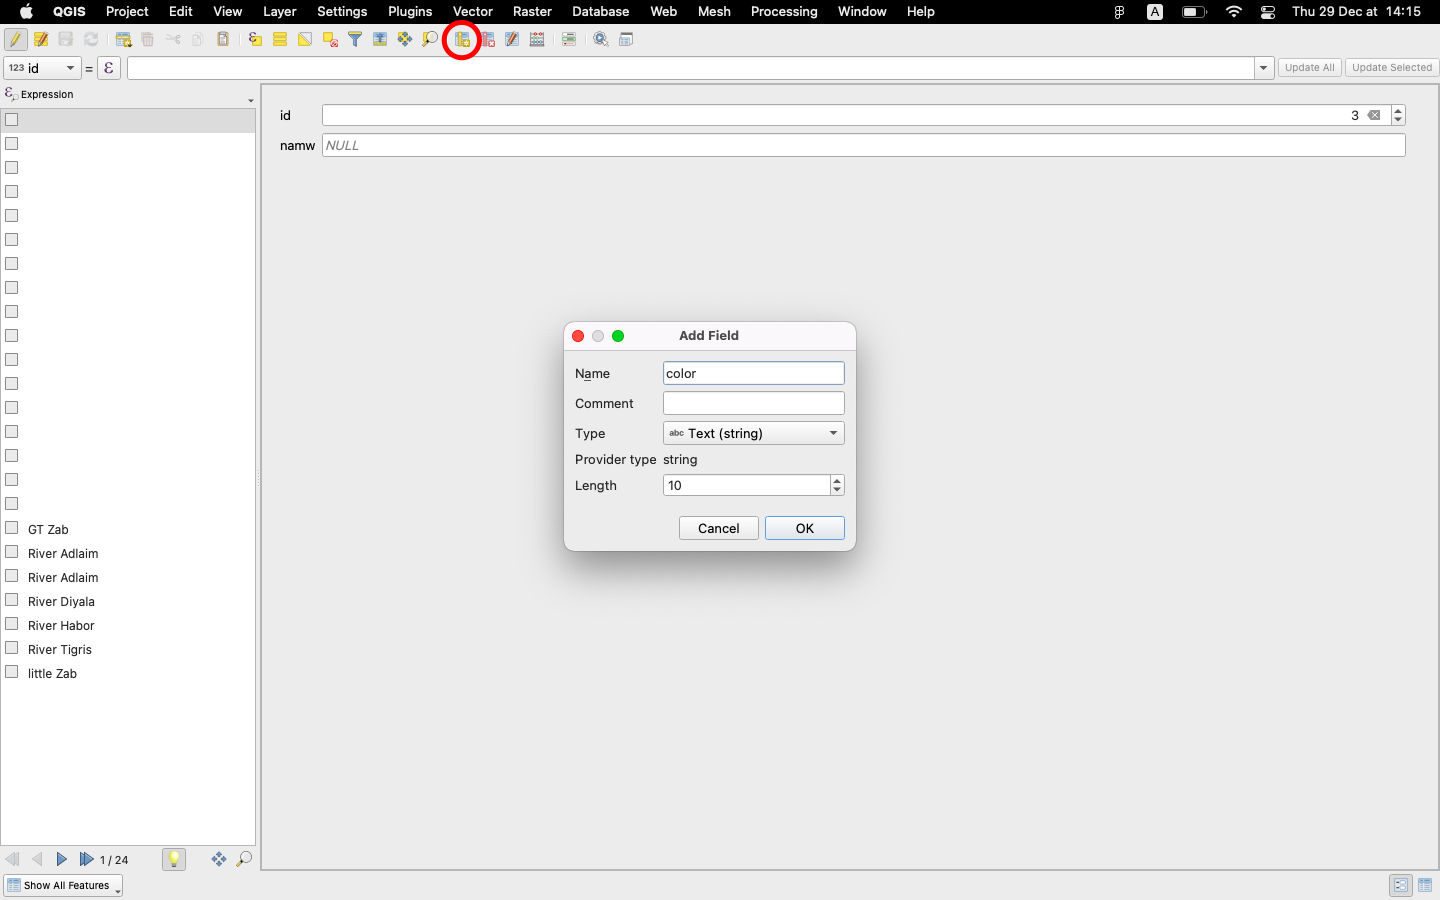 QGIS Project Edit View Layer Settings Plugins Vector Raster Database Web Mesh Processing Window Help A Thu 29 Dec at 14:15
123 id = ε Update All Update Selected
ε Expression
id 3
namw NULL
Add Field
Name color
Comment
Type abc Text (string)
Provider type string
Length 10
Cancel OK
GT Zab
River Adlaim
River Adlaim
River Diyala
River Habor
River Tigris
little Zab
1 / 24
Show All Features